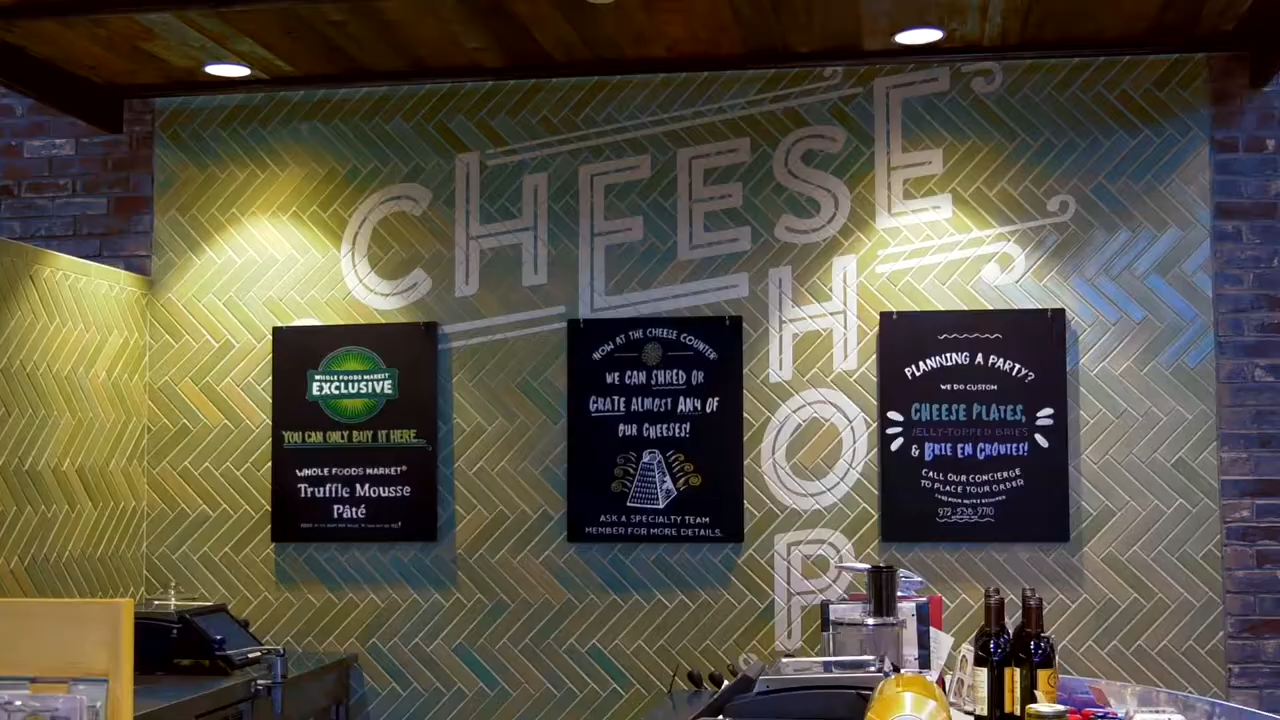 CHEESE
SHOP
WHOLE FOODS MARKET
EXCLUSIVE
YOU CAN ONLY BUY IT HERE...
WHOLE FOODS MARKET®
Truffle Mousse
Pâté
NOW AT THE CHEESE COUNTER
WE CAN SHRED OR
GRATE ALMOST ANY OF
OUR CHEESES!
ASK A SPECIALTY TEAM
MEMBER FOR MORE DETAILS.
PLANNING A PARTY?
WE DO CUSTOM
CHEESE PLATES,
JELLY-TOPPED BRIES
& BRIE EN CROUTES!
CALL OUR CONCIERGE
TO PLACE YOUR ORDER
972-538-9710